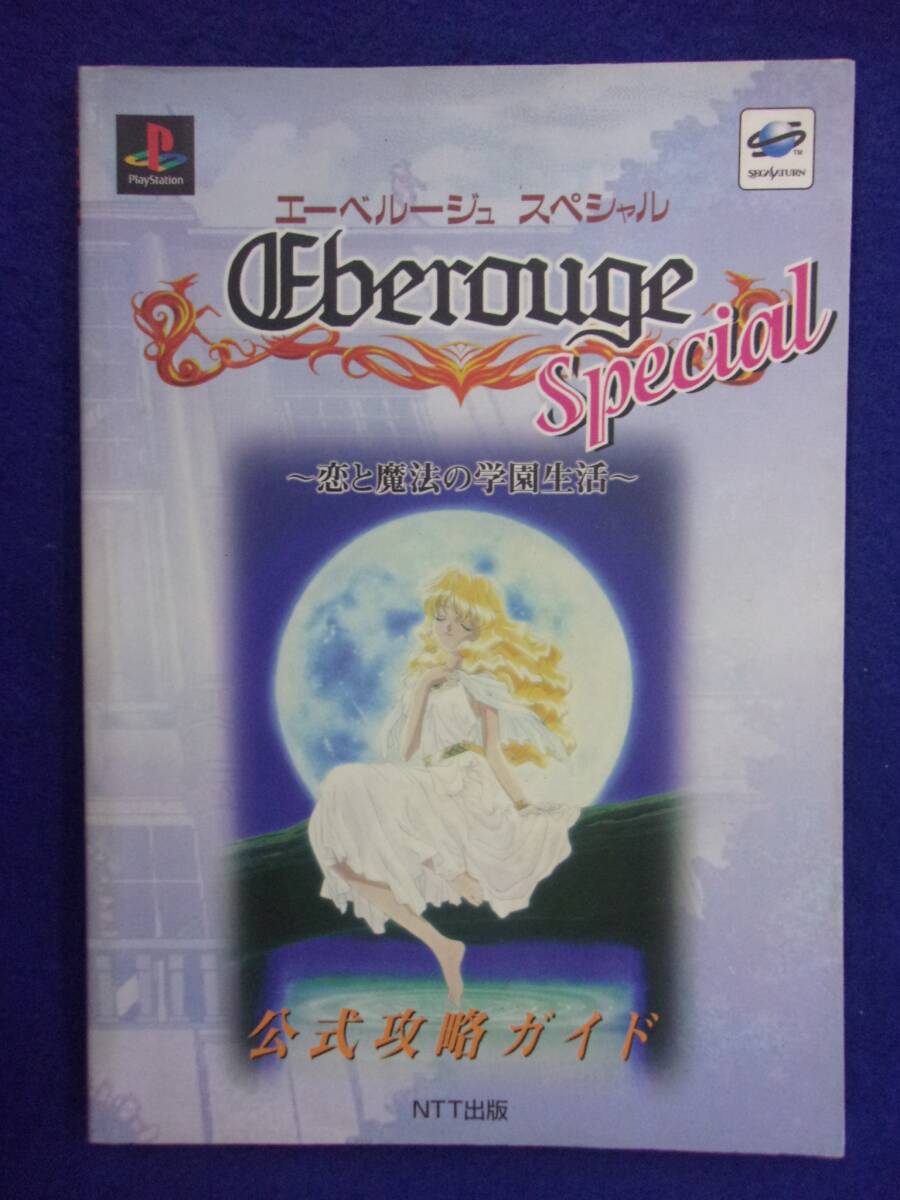 PlayStation
SEGA SATURN
TM
エーベルージュ スペシャル
Eberouge
Special
～恋と魔法の学園生活～
公式攻略ガイド
NTT出版